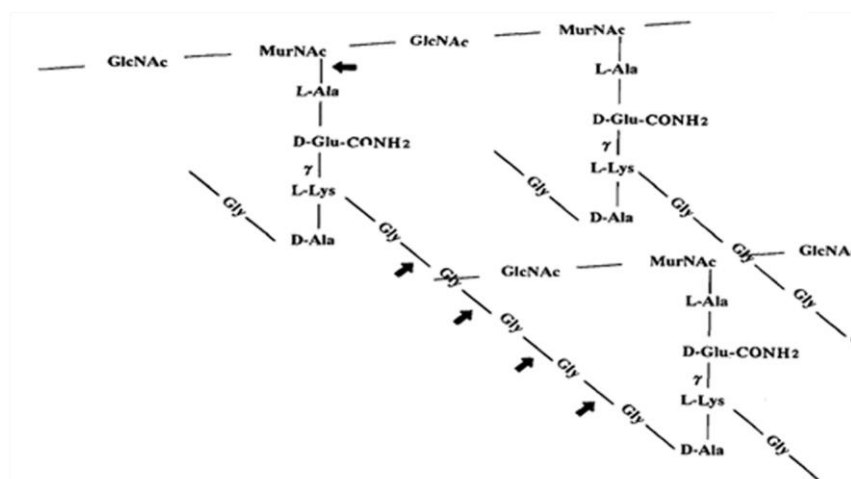 GlcNAc MurNAc GlcNAc MurNAc
L-Ala L-Ala
D-Glu-CONH2 D-Glu-CONH2
γ γ
L-Lys L-Lys
Gly Gly
D-Ala D-Ala
Gly Gly
Gly Gly GlcNA
GlcNAc MurNAc
Gly L-Ala
Gly D-Glu-CONH2
Gly γ
L-Lys
Gly Gly
D-Ala